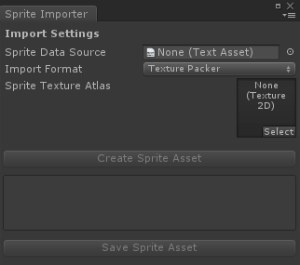 Sprite Importer
Import Settings
Sprite Data Source None (Text Asset)
Import Format Texture Packer
Sprite Texture Atlas None (Texture 2D)
Select
Create Sprite Asset
Save Sprite Asset